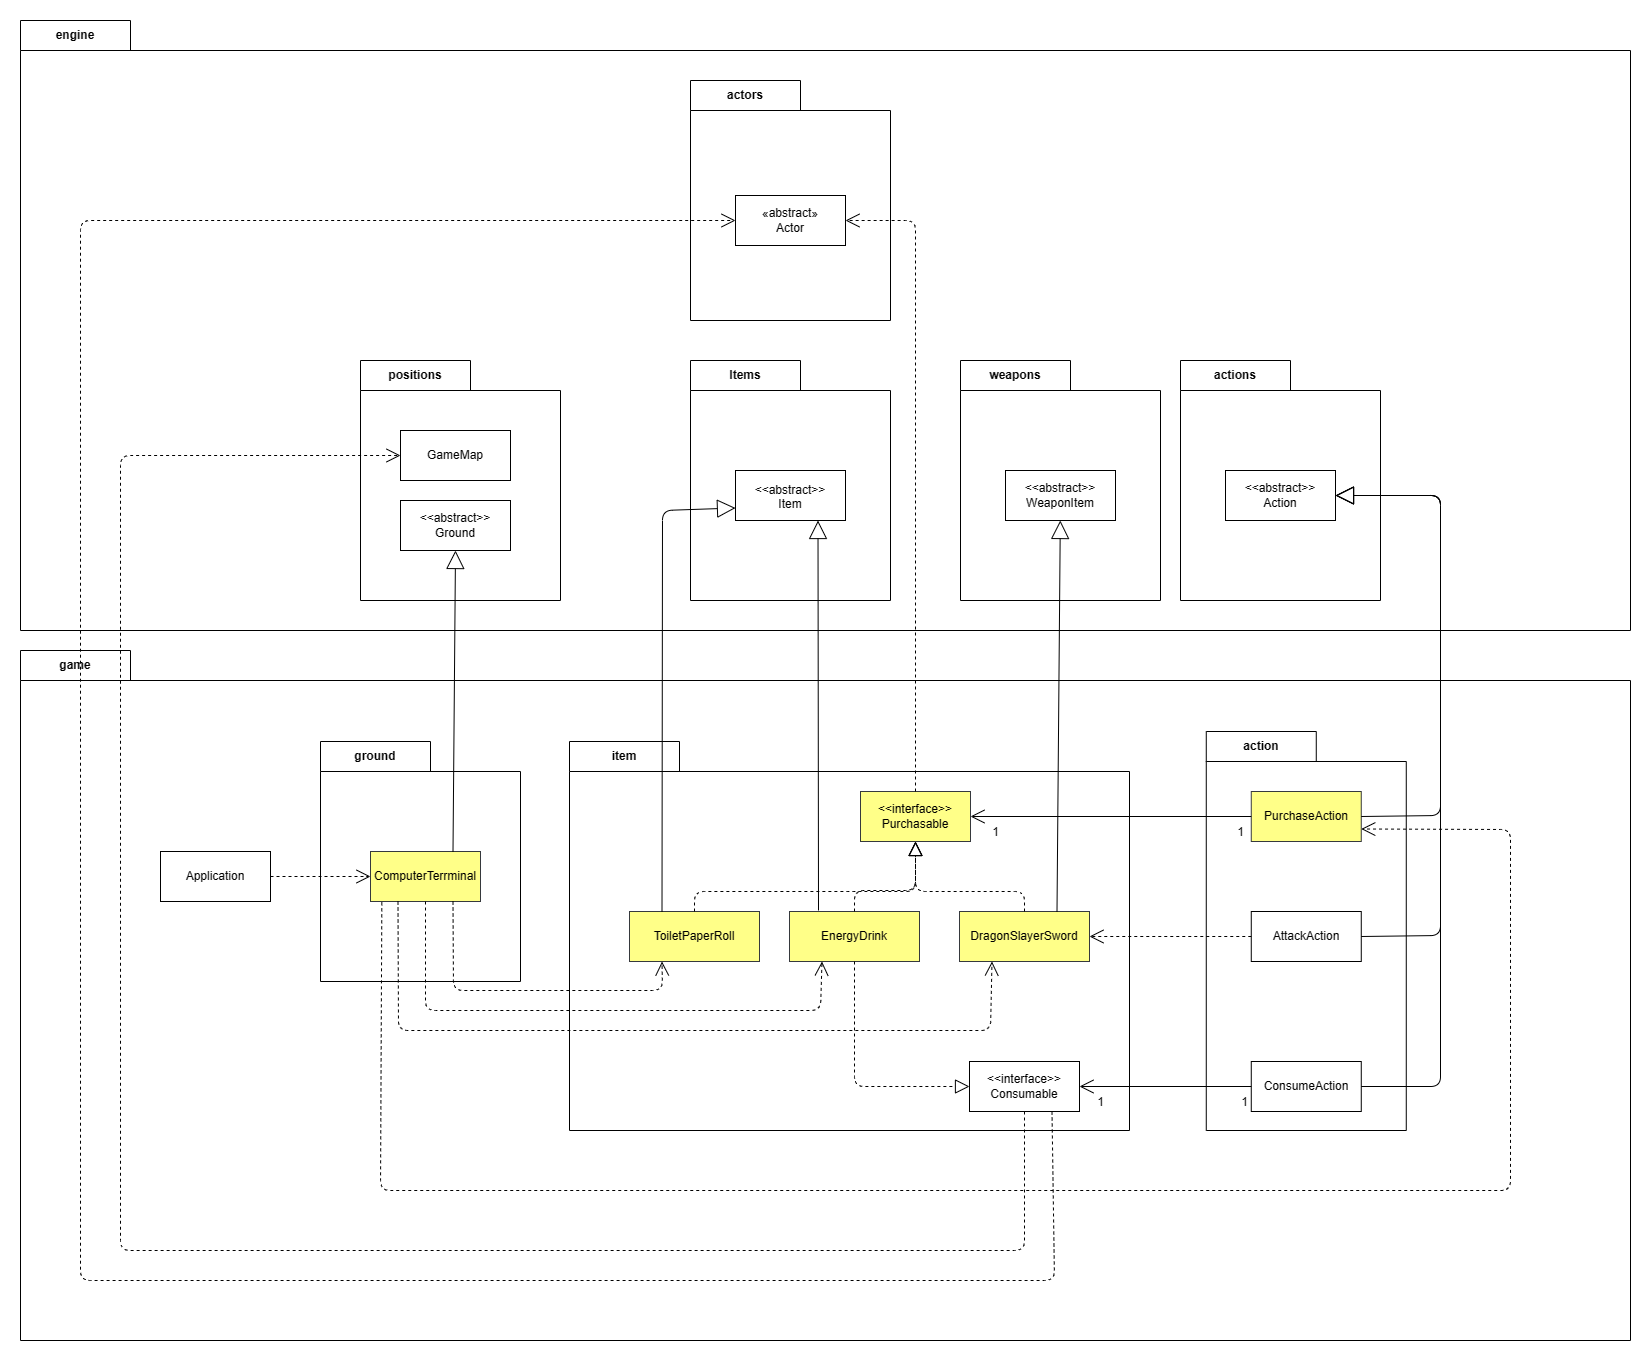 engine
actors
«abstract»
Actor
positions
Items
weapons
actions
GameMap
<<abstract>>
Ground
<<abstract>>
Item
<<abstract>>
WeaponItem
<<abstract>>
Action
game
ground
item
action
<<interface>>
Purchasable
1
1
PurchaseAction
Application
ComputerTerrminal
ToiletPaperRoll
EnergyDrink
DragonSlayerSword
AttackAction
<<interface>>
Consumable
1
1
ConsumeAction